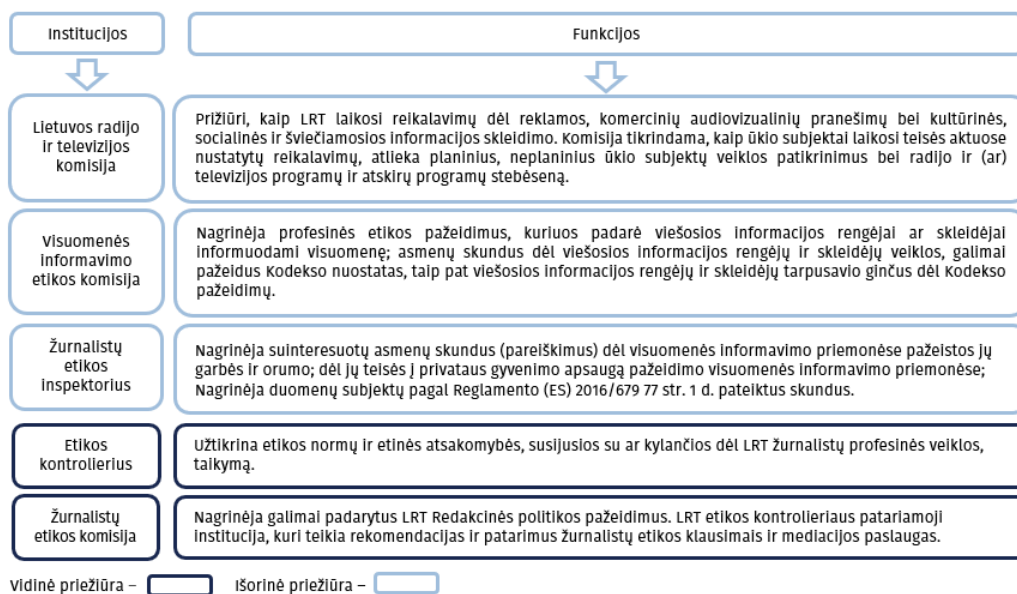 Institucijos
Funkcijos
Lietuvos radijo
ir televizijos
komisija
Prižiūri, kaip LRT laikosi reikalavimų dėl reklamos, komercinių audiovizualinių pranešimų bei kultūrinės,
socialinės ir šviečiamosios informacijos skleidimo. Komisija tikrindama, kaip ūkio subjektai laikosi teisės aktuose
nustatytų reikalavimų, atlieka planinius, neplaninius ūkio subjektų veiklos patikrinimus bei radijo ir (ar)
televizijos programų ir atskirų programų stebėseną.
Visuomenės
informavimo
etikos komisija
Nagrinėja profesinės etikos pažeidimus, kuriuos padarė viešosios informacijos rengėjai ar skleidėjai
informuodami visuomenę; asmenų skundus dėl viešosios informacijos rengėjų ir skleidėjų veiklos, galimai
pažeidus Kodekso nuostatas, taip pat viešosios informacijos rengėjų ir skleidėjų tarpusavio ginčus dėl Kodekso
pažeidimų.
Žurnalistų
etikos
inspektorius
Nagrinėja suinteresuotų asmenų skundus (pareiškimus) dėl visuomenės informavimo priemonėse pažeistos jų
garbės ir orumo; dėl jų teisės į privataus gyvenimo apsaugą pažeidimo visuomenės informavimo priemonėse;
Nagrinėja duomenų subjektų pagal Reglamento (ES) 2016/679 77 str. 1 d. pateiktus skundus.
Etikos
kontrolierius
Užtikrina etikos normų ir etinės atsakomybės, susijusios su ar kylančios dėl LRT žurnalistų profesinės veiklos,
taikymą.
Žurnalistų
etikos komisija
Nagrinėja galimai padarytus LRT Redakcinės politikos pažeidimus. LRT etikos kontrolieriaus patariamoji
institucija, kuri teikia rekomendacijas ir patarimus žurnalistų etikos klausimais ir mediacijos paslaugas.
Vidinė priežiūra – Išorinė priežiūra –